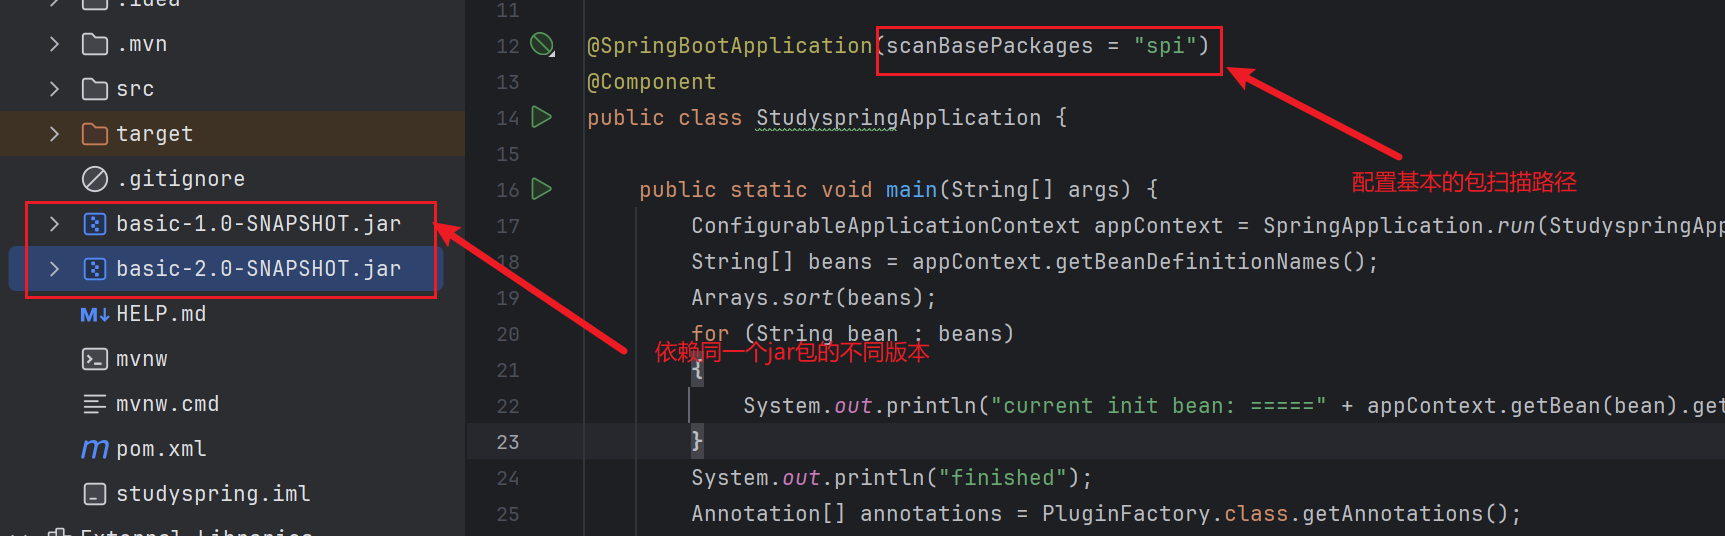 .idea
.mvn
src
target
.gitignore
basic-1.0-SNAPSHOT.jar
basic-2.0-SNAPSHOT.jar
M↓ HELP.md
mvnw
mvnw.cmd
m pom.xml
studyspring.iml
External Libraries
11
12 @SpringBootApplication(scanBasePackages = "spi")
13 @Component
14 public class StudyspringApplication {
15
配置基本的包扫描路径
16 public static void main(String[] args) {
17 ConfigurableApplicationContext appContext = SpringApplication.run(StudyspringApp
18 String[] beans = appContext.getBeanDefinitionNames();
19 Arrays.sort(beans);
20 for (String bean : beans)
依赖同一个jar包的不同版本
21 {
22 System.out.println("current init bean: =====" + appContext.getBean(bean).get
23 }
24 System.out.println("finished");
25 Annotation[] annotations = PluginFactory.class.getAnnotations();